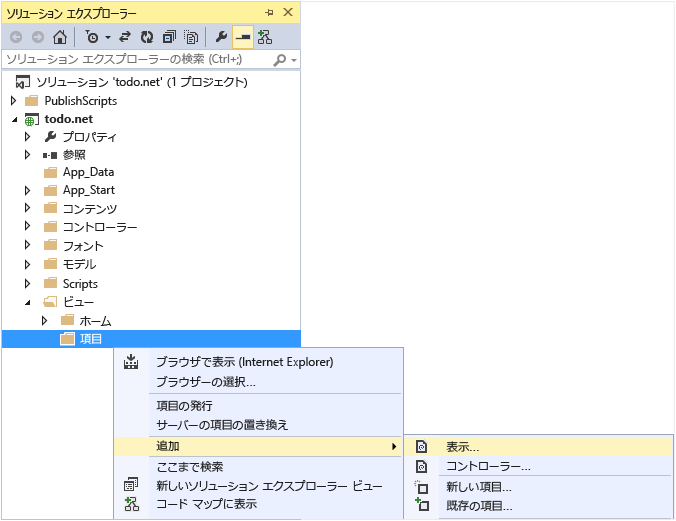 ソリューション エクスプローラー
ソリューション エクスプローラーの検索 (Ctrl+;)
ソリューション 'todo.net' (1 プロジェクト)
PublishScripts
todo.net
プロパティ
参照
App_Data
App_Start
コンテンツ
コントローラー
フォント
モデル
Scripts
ビュー
ホーム
項目
ブラウザで表示 (Internet Explorer)
ブラウザーの選択...
項目の発行
サーバーの項目の置き換え
追加
表示...
ここまで検索
コントローラー...
新しいソリューション エクスプローラー ビュー
新しい項目...
コード マップに表示
既存の項目...